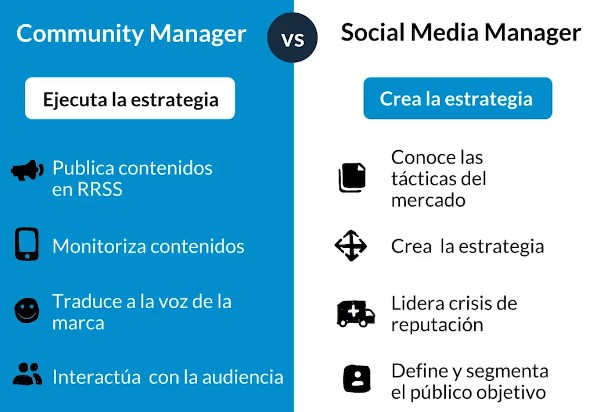 Community Manager
vs
Social Media Manager
Ejecuta la estrategia
Crea la estrategia
Publica contenidos
en RRSS
Monitoriza contenidos
Traduce a la voz de la
marca
Interactúa con la audiencia
Conoce las
tácticas del
mercado
Crea la estrategia
Lidera crisis de
reputación
Define y segmenta
el público objetivo